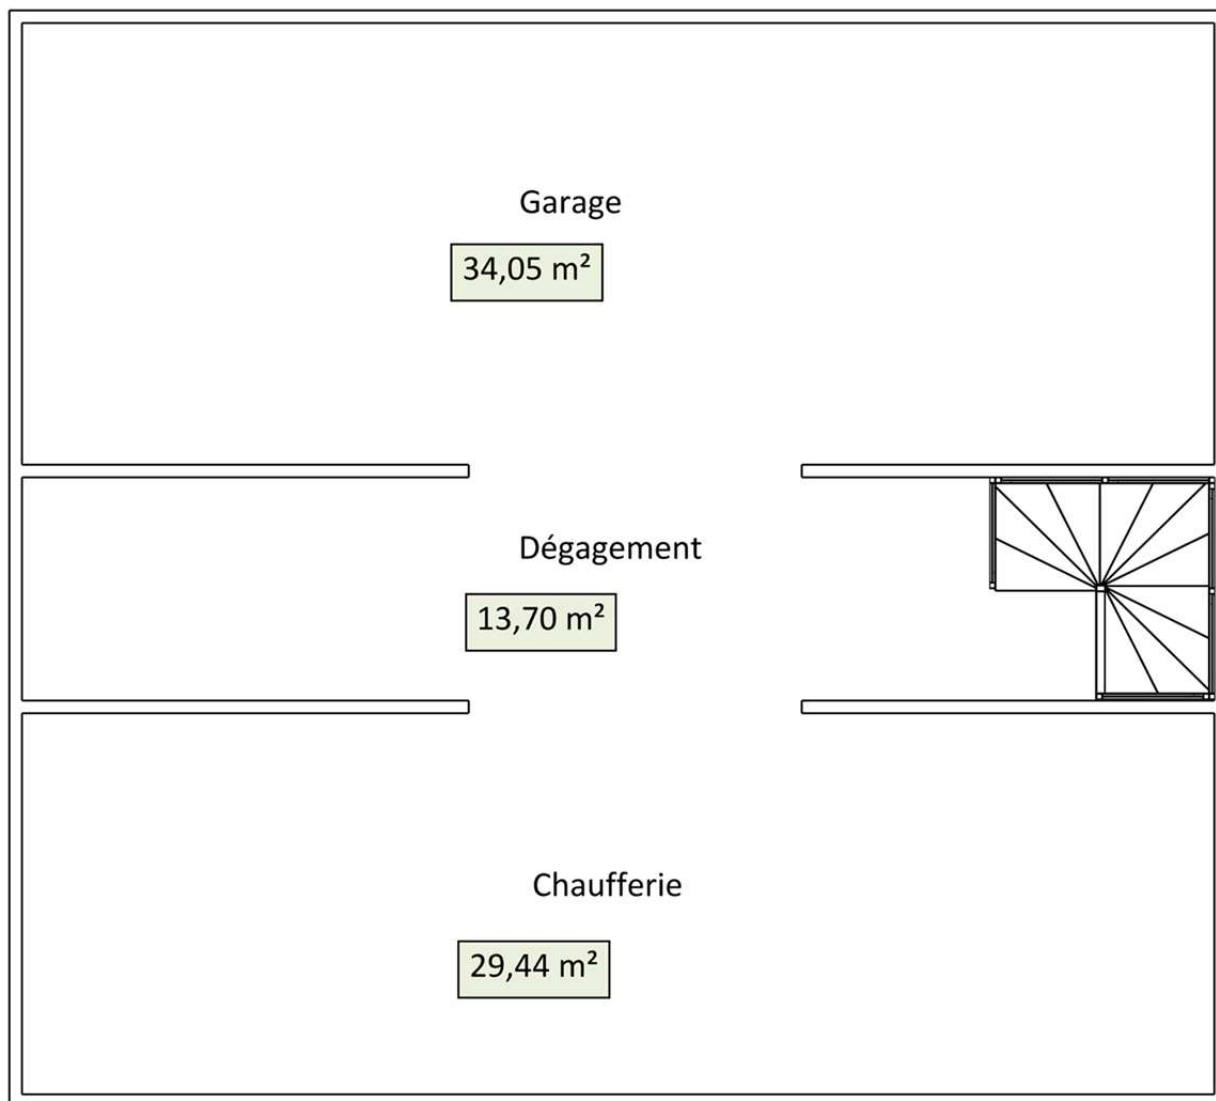 Garage
34,05 m²
Dégagement
13,70 m²
Chaufferie
29,44 m²